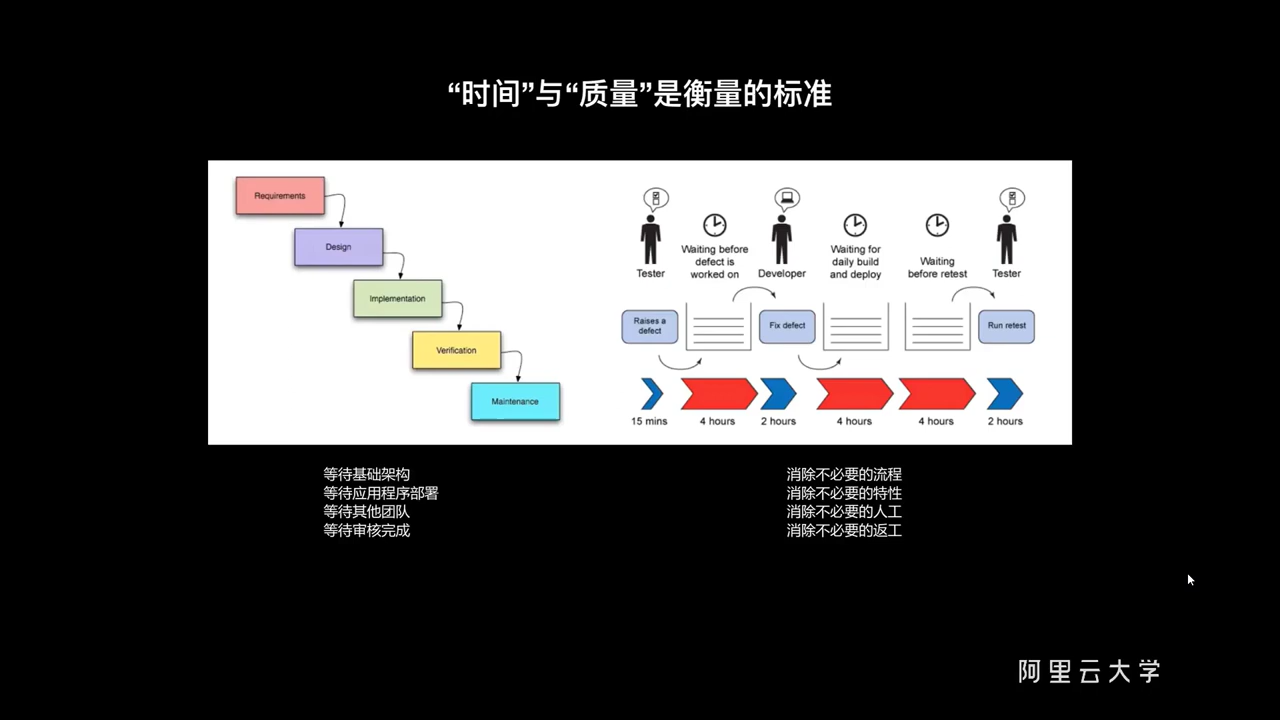 “时间”与“质量”是衡量的标准
Requirements
Design
Implementation
Verification
Maintenance
Tester
Waiting before
defect is
worked on
Developer
Waiting for
daily build
and deploy
Waiting
before retest
Tester
Raises a
defect
Fix defect
Run retest
15 mins
4 hours
2 hours
4 hours
4 hours
2 hours
等待基础架构
等待应用程序部署
等待其他团队
等待审核完成
消除不必要的流程
消除不必要的特性
消除不必要的人工
消除不必要的返工
阿里云大学